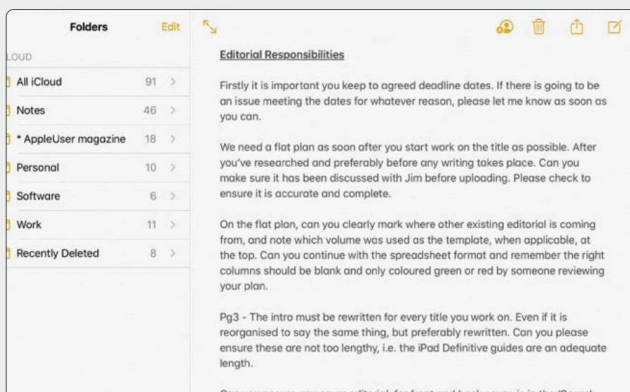 Folders
Edit
LOUD
All iCloud 91
Notes 46
* AppleUser magazine 18
Personal 10
Software 6
Work 11
Recently Deleted 8
Editorial Responsibilities
Firstly it is important you keep to agreed deadline dates. If there is going to be
an issue meeting the dates for whatever reason, please let me know as soon as
you can.
We need a flat plan as soon after you start work on the title as possible. After
you've researched and preferably before any writing takes place. Can you
make sure it has been discussed with Jim before uploading. Please check to
ensure it is accurate and complete.
On the flat plan, can you clearly mark where other existing editorial is coming
from, and note which volume was used as the template, when applicable, at
the top. Can you continue with the spreadsheet format and remember the right
columns should be blank and only coloured green or red by someone reviewing
your plan.
Pg3 - The intro must be rewritten for every title you work on. Even if it is
reorganised to say the same thing, but preferably rewritten. Can you please
ensure these are not too lengthy, i.e. the iPad Definitive guides are an adequate
length.